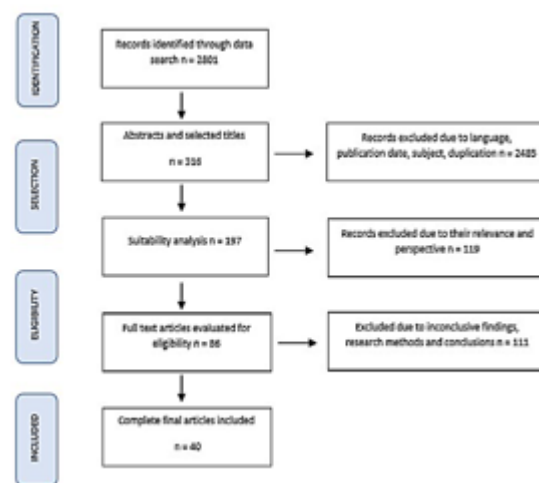 IDENTIFICATION
Records identified through data
search n = 2801
SELECTION
Abstracts and selected titles
n = 316
Records excluded due to language,
publication date, subject, duplication n = 2485
Suitability analysis n = 197
Records excluded due to their relevance and
perspective n = 119
ELIGIBILITY
Full text articles evaluated for
eligibility n = 86
Excluded due to inconclusive findings,
research methods and conclusions n = 111
INCLUDED
Complete final articles included
n = 40